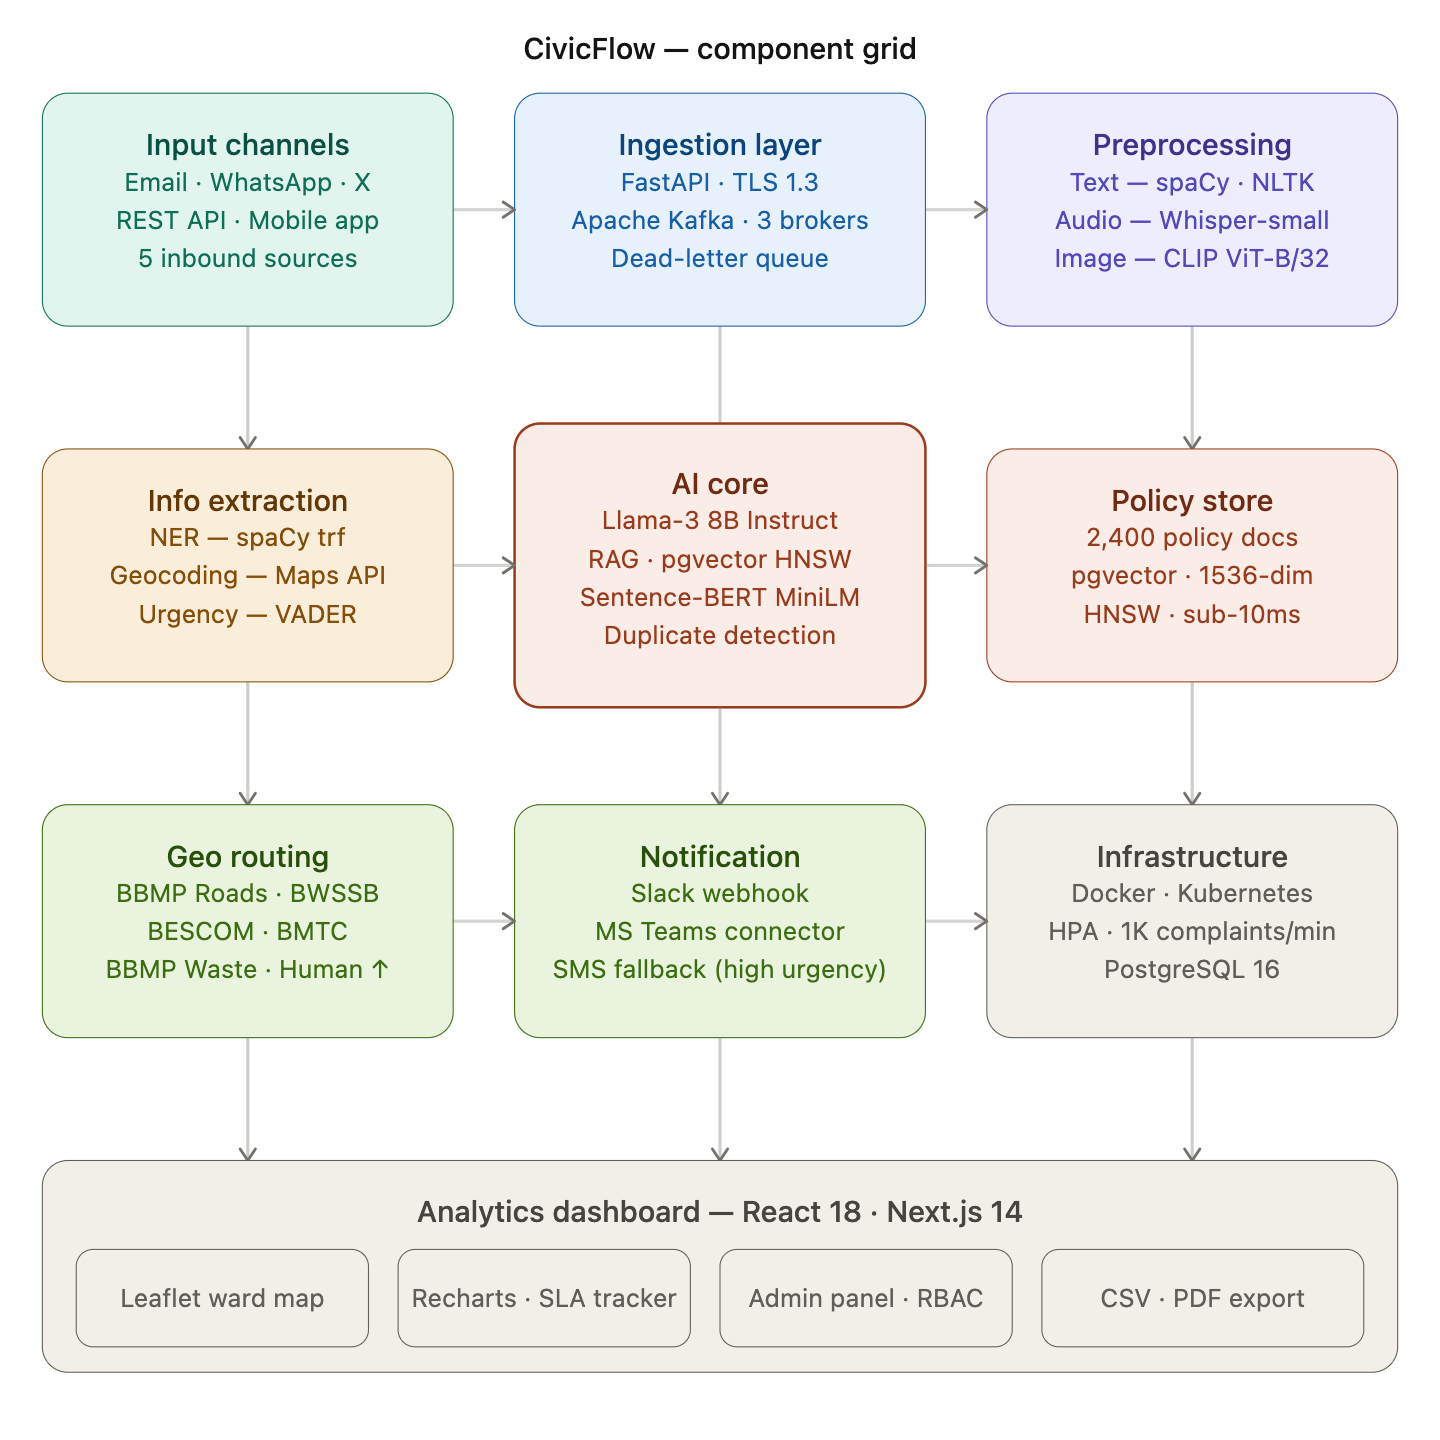 CivicFlow — component grid
Input channels
Email · WhatsApp · X
REST API · Mobile app
5 inbound sources
Ingestion layer
FastAPI · TLS 1.3
Apache Kafka · 3 brokers
Dead-letter queue
Preprocessing
Text — spaCy · NLTK
Audio — Whisper-small
Image — CLIP ViT-B/32
Info extraction
NER — spaCy trf
Geocoding — Maps API
Urgency — VADER
AI core
Llama-3 8B Instruct
RAG · pgvector HNSW
Sentence-BERT MiniLM
Duplicate detection
Policy store
2,400 policy docs
pgvector · 1536-dim
HNSW · sub-10ms
Geo routing
BBMP Roads · BWSSB
BESCOM · BMTC
BBMP Waste · Human ↑
Notification
Slack webhook
MS Teams connector
SMS fallback (high urgency)
Infrastructure
Docker · Kubernetes
HPA · 1K complaints/min
PostgreSQL 16
Analytics dashboard — React 18 · Next.js 14
Leaflet ward map
Recharts · SLA tracker
Admin panel · RBAC
CSV · PDF export